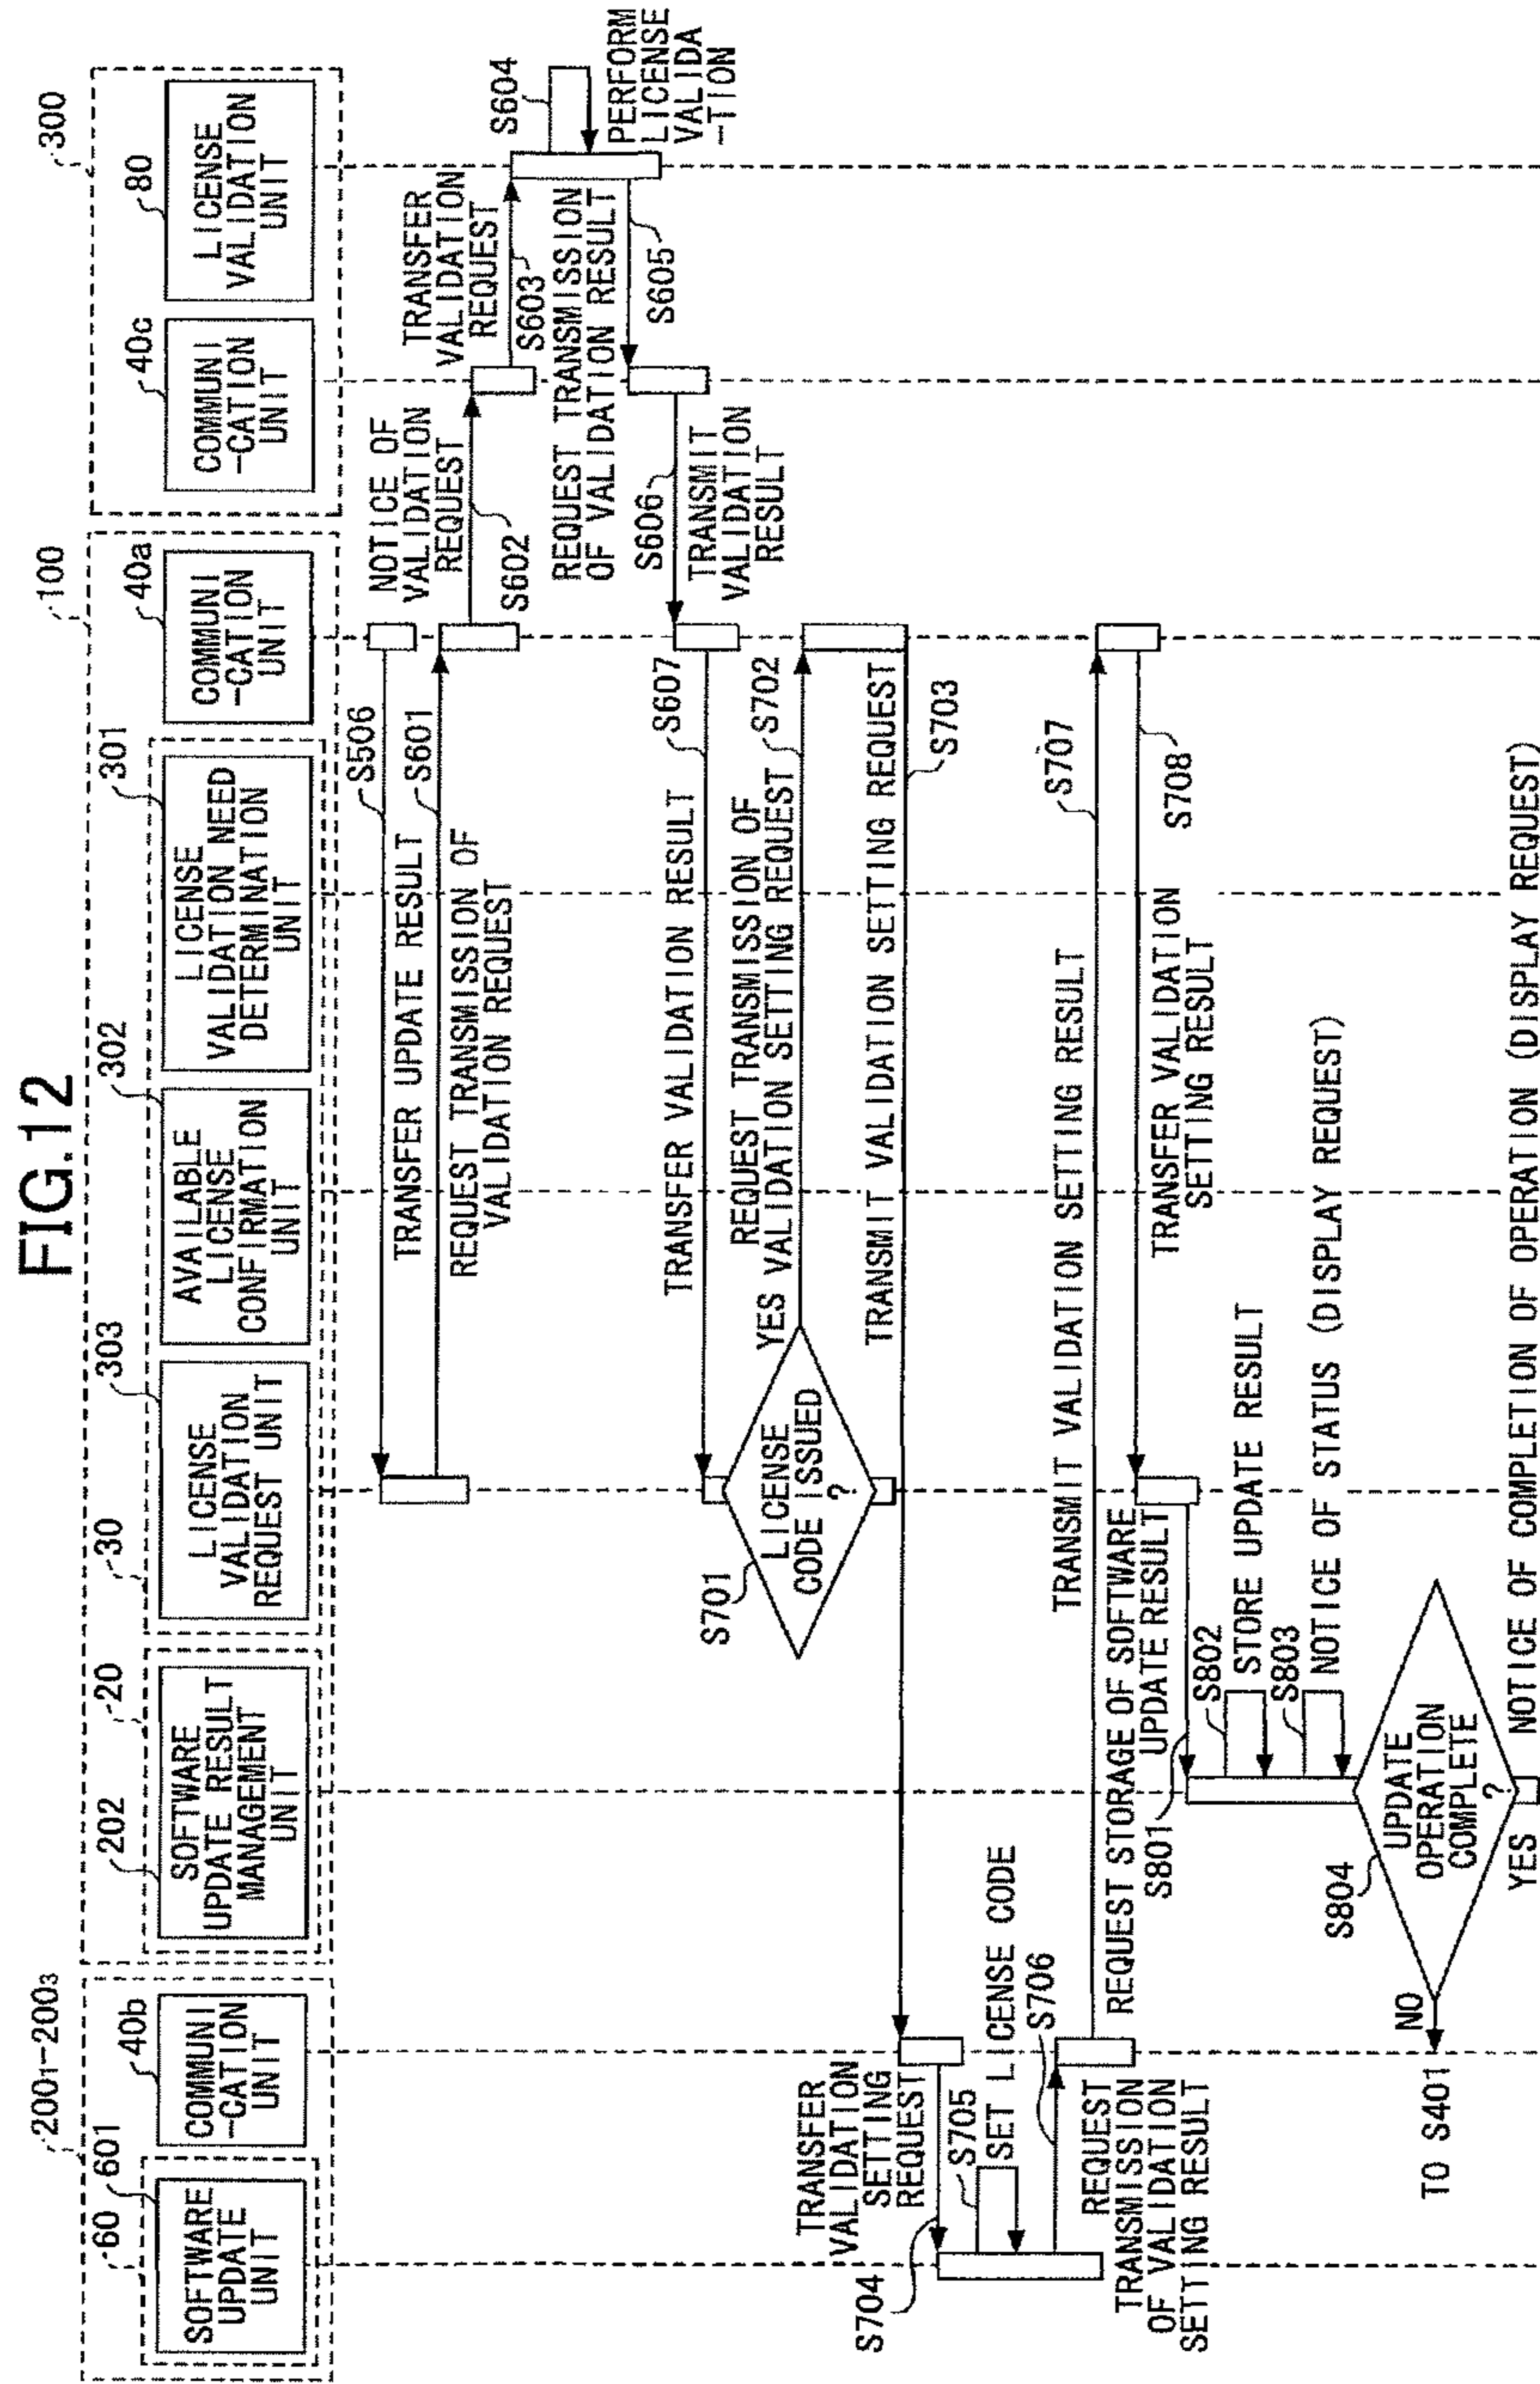 FIG.12
200₁-200₃
100
300
60
601
SOFTWARE
UPDATE
UNIT
40b
COMMUNI
-CATION
UNIT
20
202
SOFTWARE
UPDATE RESULT
MANAGEMENT
UNIT
30
303
LICENSE
VALIDATION
REQUEST UNIT
302
AVAILABLE
LICENSE
CONFIRMATION
UNIT
301
LICENSE
VALIDATION NEED
DETERMINATION
UNIT
40a
COMMUNI
-CATION
UNIT
40c
COMMUNI
-CATION
UNIT
80
LICENSE
VALIDATION
UNIT
S506
TRANSFER UPDATE RESULT
S601
REQUEST TRANSMISSION OF
VALIDATION REQUEST
NOTICE OF
VALIDATION
REQUEST
S602
TRANSFER
VALIDATION
REQUEST
S603
S604
PERFORM
LICENSE
VALIDA
-TION
REQUEST TRANSMISSION
OF VALIDATION RESULT
S605
S606
TRANSMIT
VALIDATION
RESULT
TRANSFER VALIDATION RESULT
S607
S701
LICENSE
CODE ISSUED
?
YES
REQUEST TRANSMISSION OF
VALIDATION SETTING REQUEST
S702
TRANSMIT VALIDATION SETTING REQUEST
S703
TRANSFER
VALIDATION
SETTING
REQUEST
S704
S705
SET LICENSE CODE
S706
REQUEST
TRANSMISSION
OF VALIDATION
SETTING RESULT
TRANSMIT VALIDATION SETTING RESULT
S707
S708
TRANSFER VALIDATION
SETTING RESULT
REQUEST STORAGE OF SOFTWARE
UPDATE RESULT
S801
S802
STORE UPDATE RESULT
S803
NOTICE OF STATUS (DISPLAY REQUEST)
S804
UPDATE
OPERATION
COMPLETE
?
NO
TO S401
YES
NOTICE OF COMPLETION OF OPERATION (DISPLAY REQUEST)